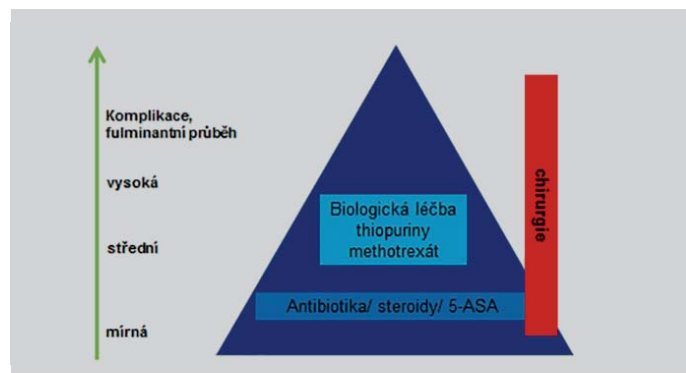 Komplikace,
fulminantní průběh
vysoká
střední
mírná
Biologická léčba
thiopuriny
methotrexát
Antibiotika/ steroidy/ 5-ASA
chirurgie